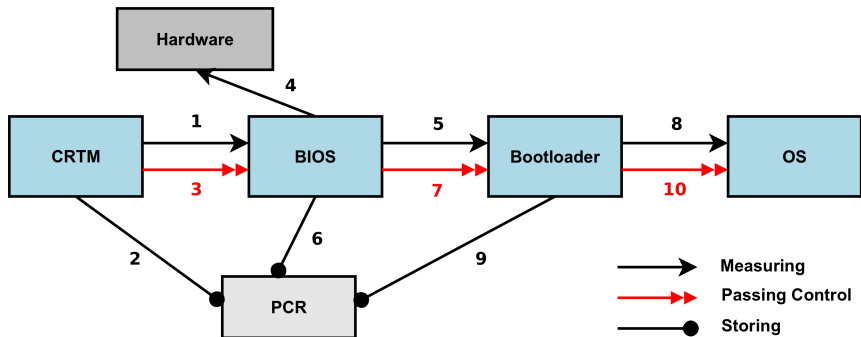 Hardware
4
1
5
8
CRTM
BIOS
Bootloader
OS
3
7
10
2
6
9
PCR
Measuring
Passing Control
Storing